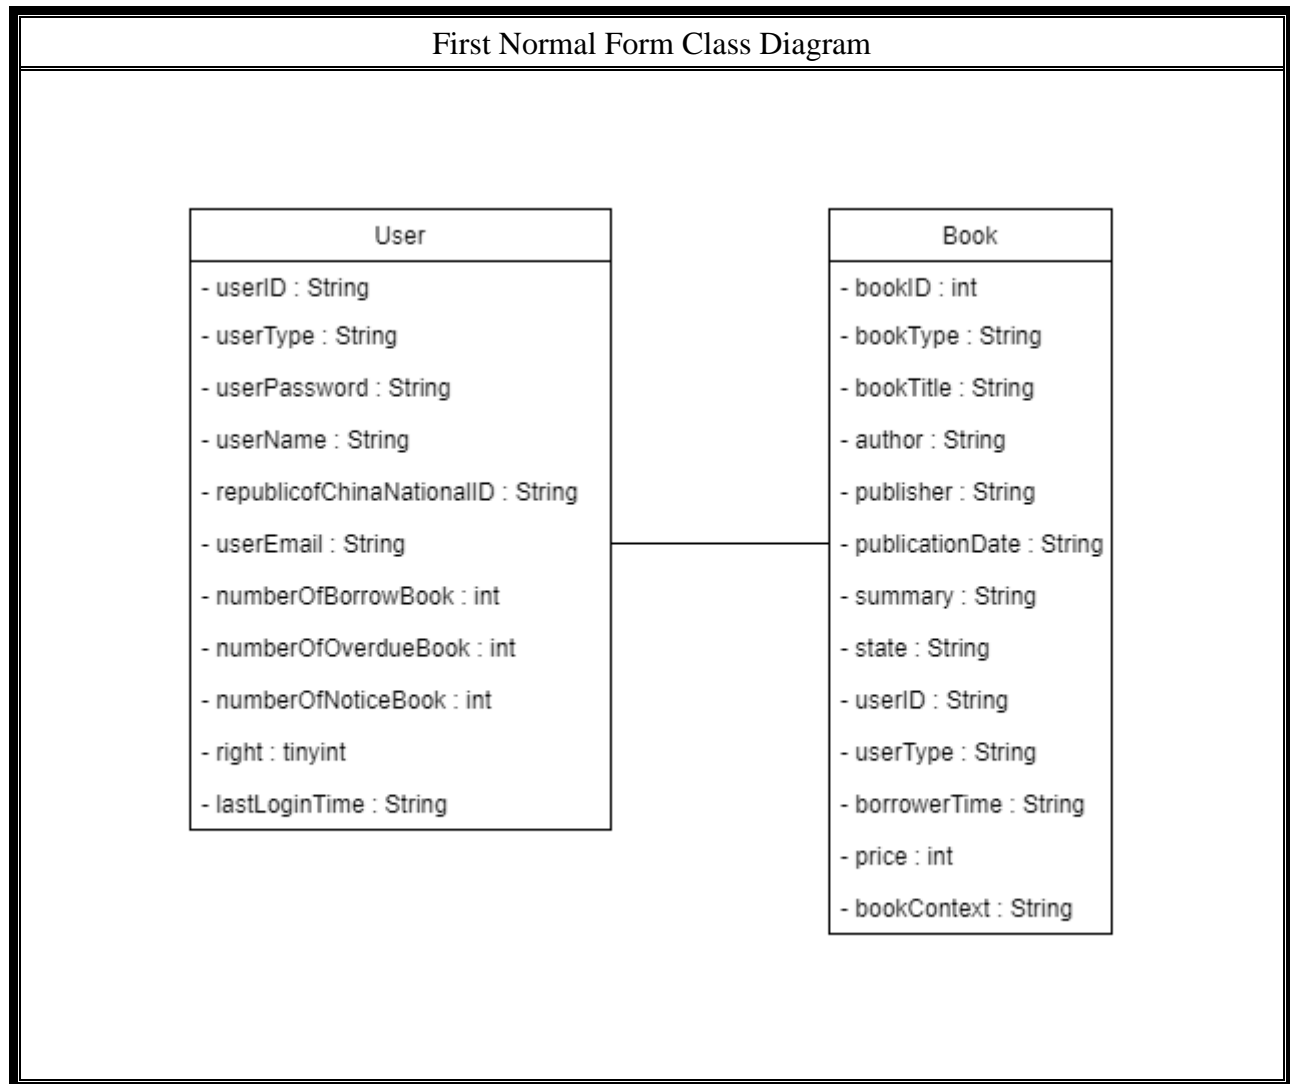 First Normal Form Class Diagram
User
- userID : String
- userType : String
- userPassword : String
- userName : String
- republicofChinaNationalID : String
- userEmail : String
- numberOfBorrowBook : int
- numberOfOverdueBook : int
- numberOfNoticeBook : int
- right : tinyint
- lastLoginTime : String
Book
- bookID : int
- bookType : String
- bookTitle : String
- author : String
- publisher : String
- publicationDate : String
- summary : String
- state : String
- userID : String
- userType : String
- borrowerTime : String
- price : int
- bookContext : String